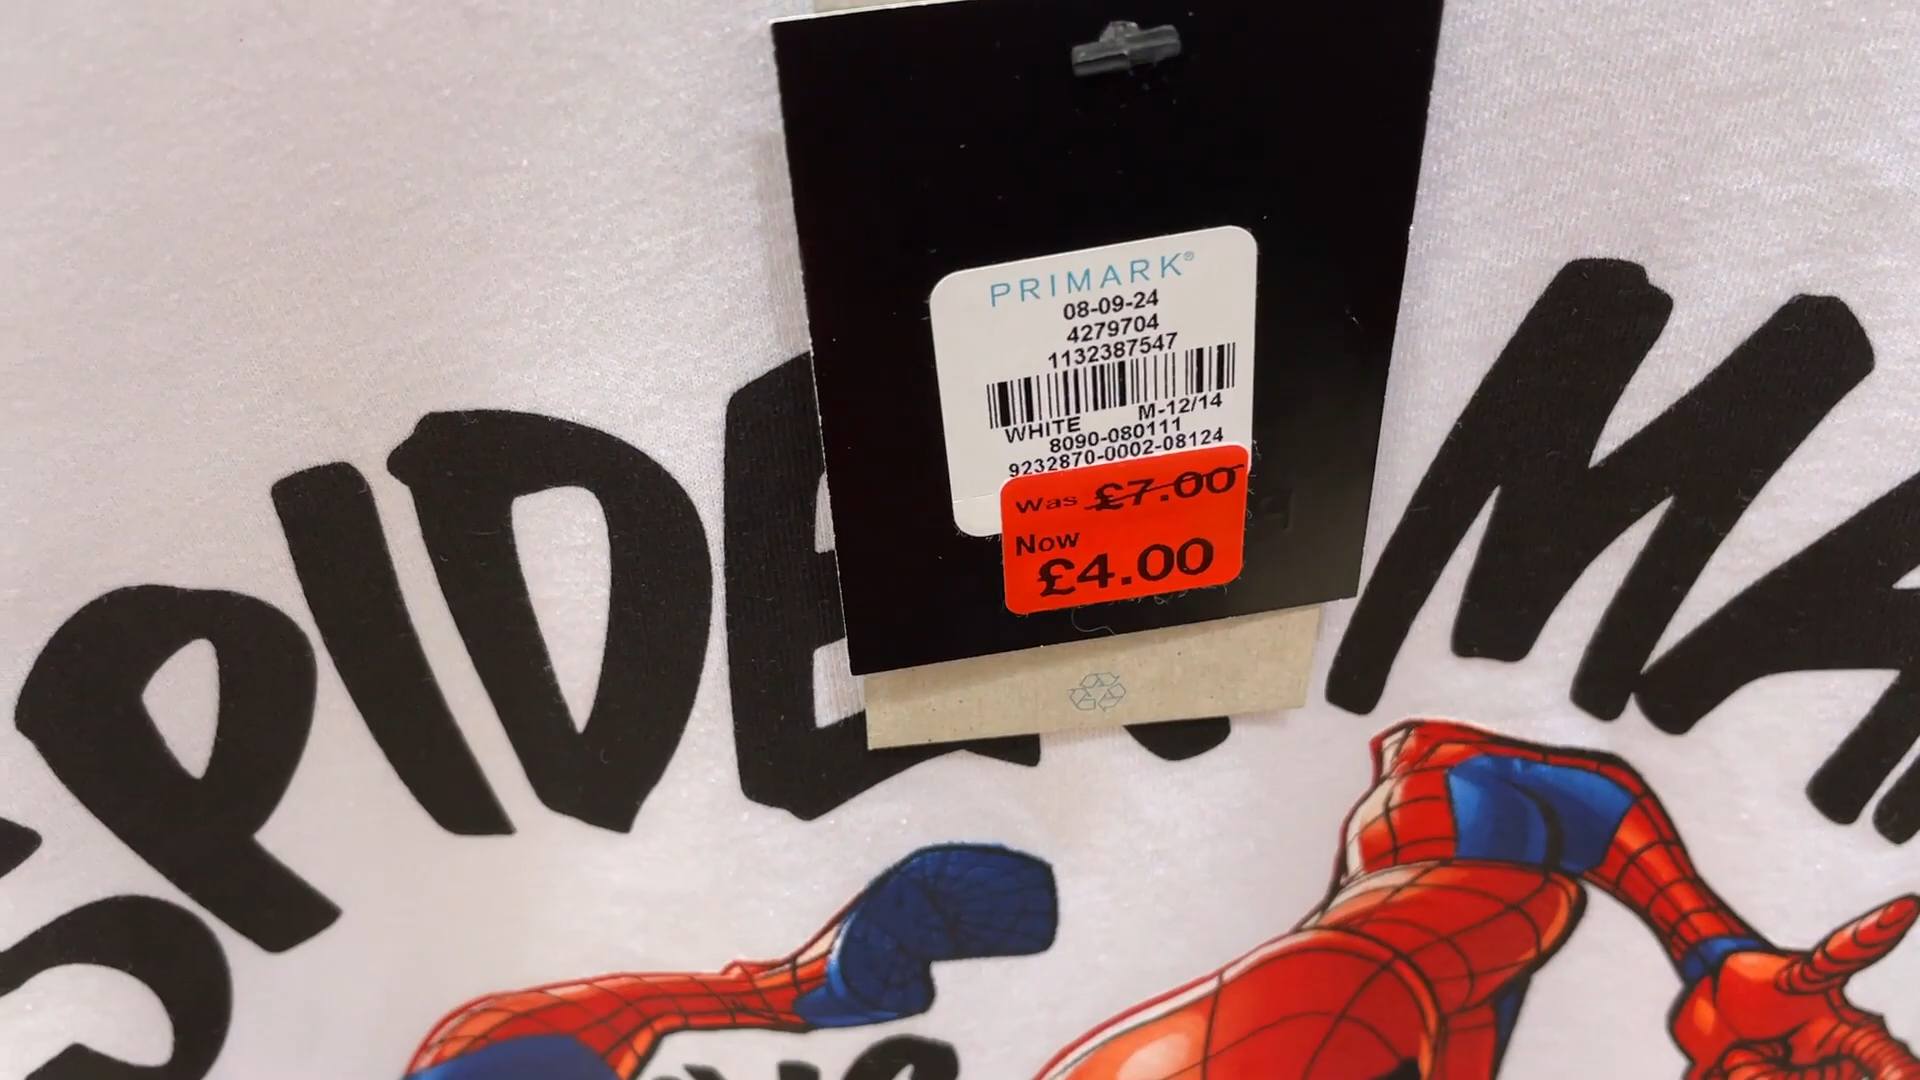 PRIMARK®
08-09-24
4279704
1132387547
WHITE M-12/14
8090-080111
9232870-0002-08124
Was £7.00
Now
£4.00
SPIDER MA